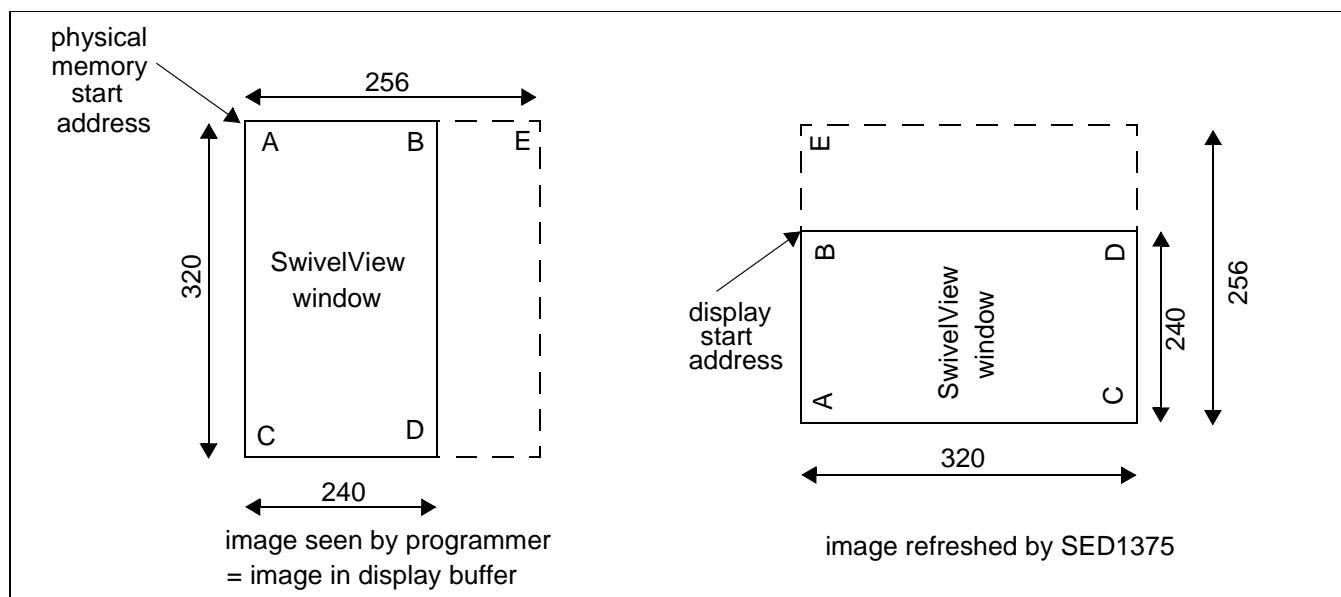 physical
memory
start
address
256
A
B
E
320
SwivelView
window
C
D
240
image seen by programmer
= image in display buffer
E
display
start
address
B
D
SwivelView
window
A
C
240
256
320
image refreshed by SED1375